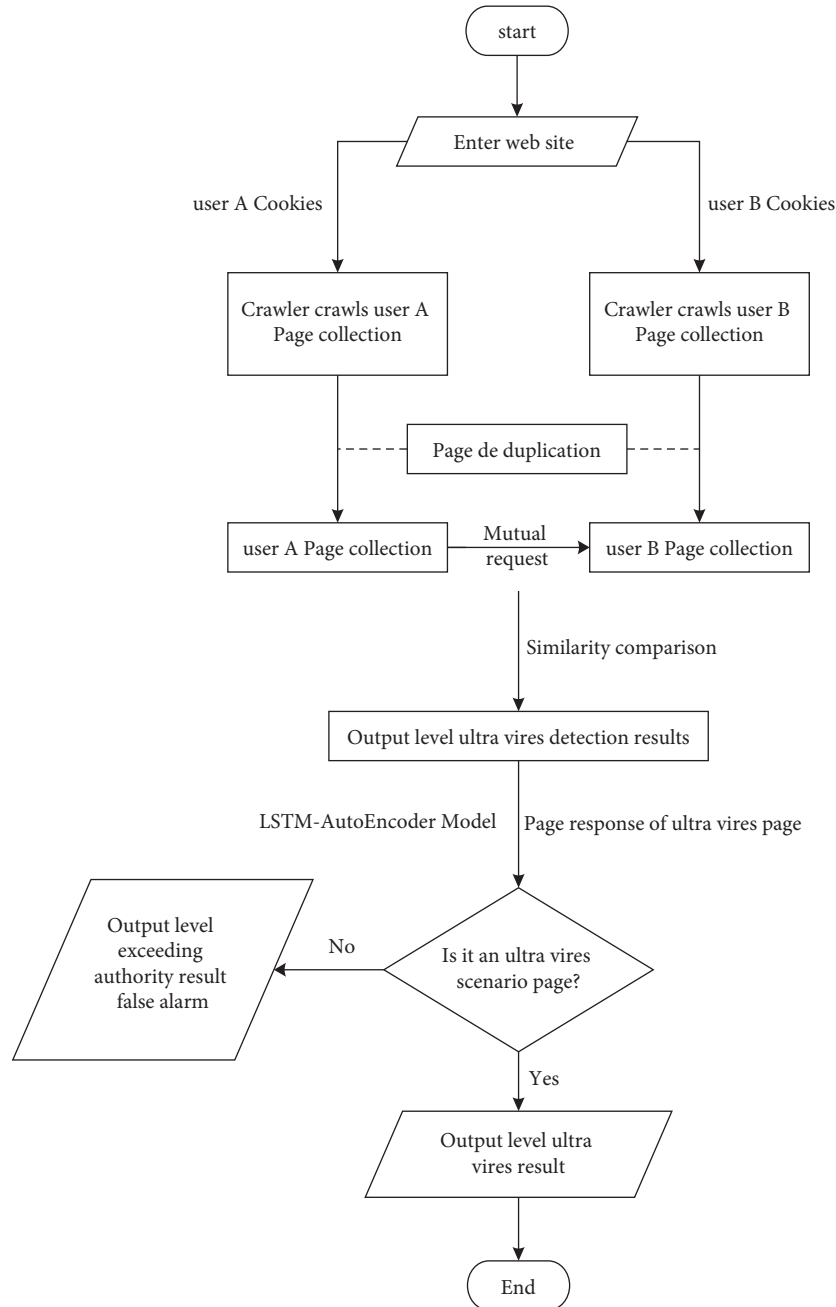 start
Enter web site
user A Cookies
user B Cookies
Crawler crawls user A
Page collection
Crawler crawls user B
Page collection
Page de duplication
user A Page collection
Mutual
request
user B Page collection
Similarity comparison
Output level ultra vires detection results
LSTM-AutoEncoder Model
Page response of ultra vires page
Output level
exceeding
authority result
false alarm
No
Is it an ultra vires
scenario page?
Yes
Output level ultra
vires result
End